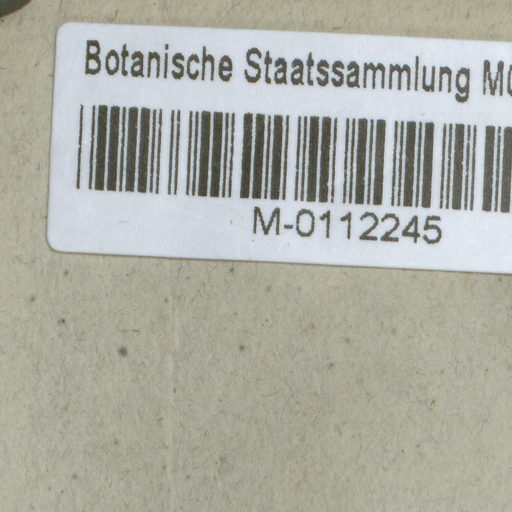 Botanische Staatssammlung
M-0112245